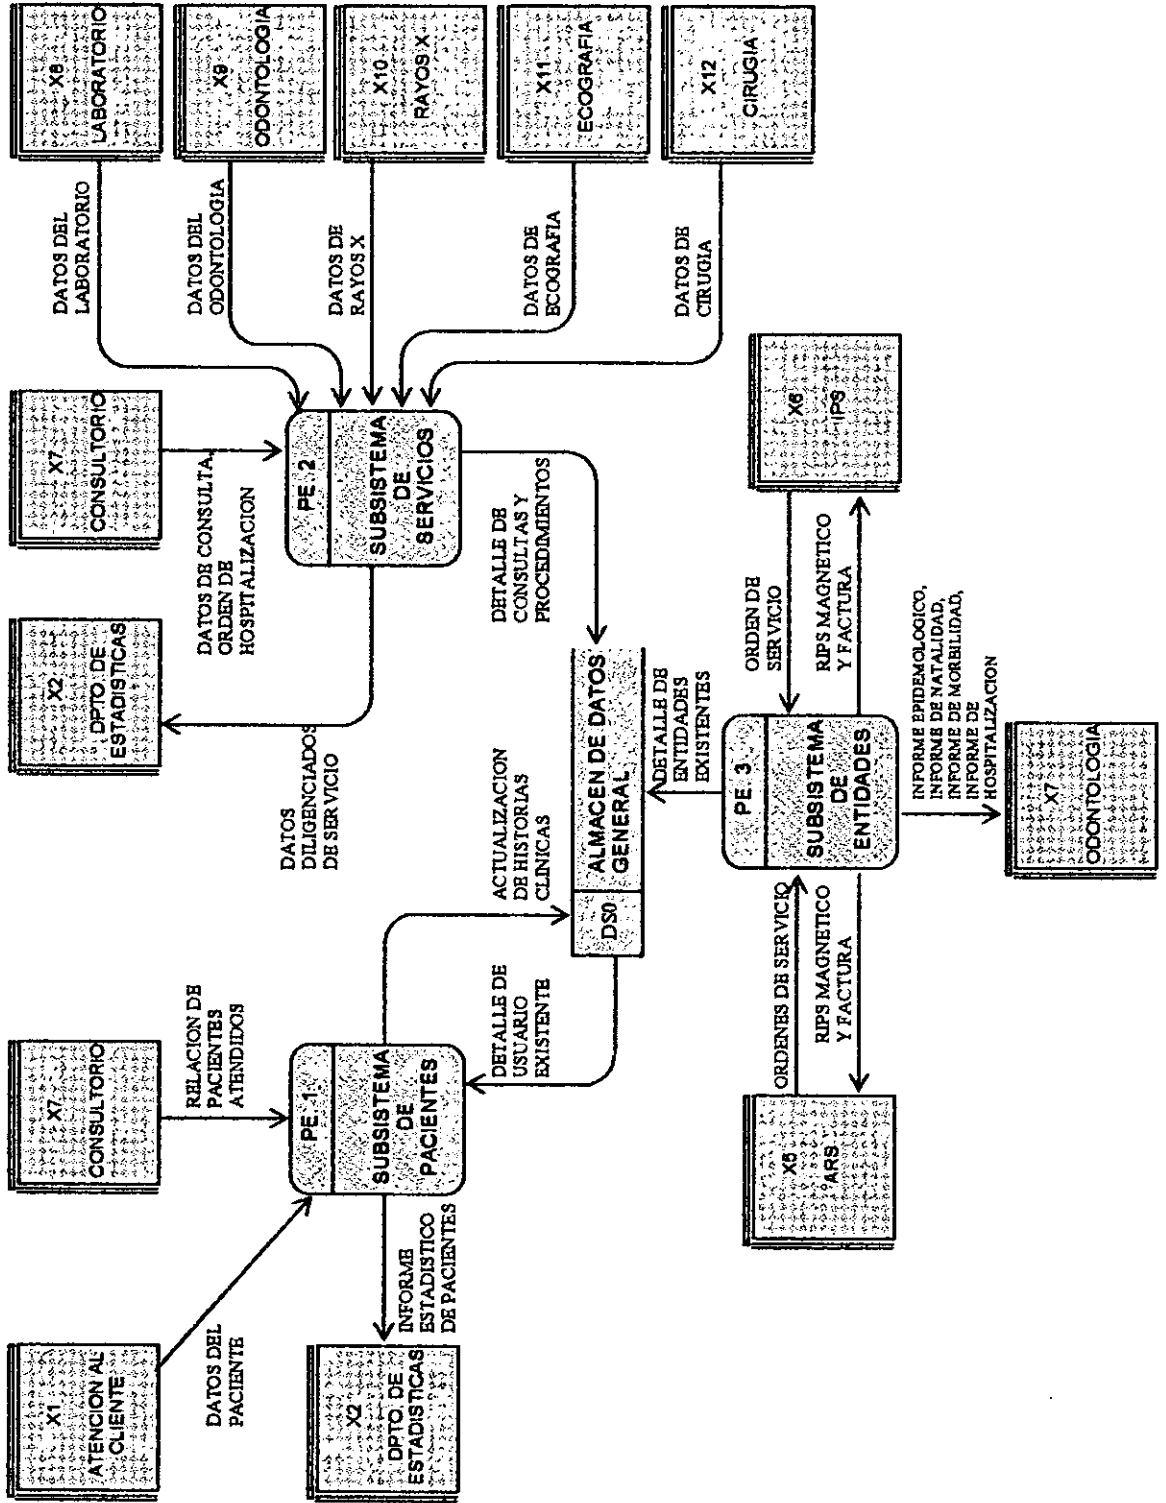 X1
ATENCION AL
CLIENTE
DATOS DEL
PACIENTE
X7
CONSULTORIO
RELACION DE
PACIENTES
ATENDIDOS
X2
DPTO. DE
ESTADISTICAS
INFORME
ESTADISTICO
DE PACIENTES
PE. 1
SUBSISTEMA
DE
PACIENTES
ACTUALIZACION
DE HISTORIAS
CLINICAS
DETALLE DE
USUARIO
EXISTENTE
DS0
ALMACEN DE DATOS
GENERAL
X2
DPTO. DE
ESTADISTICAS
DATOS
DILIGENCIADOS
DE SERVICIO
X7
CONSULTORIO
DATOS DE CONSULTA,
ORDEN DE
HOSPITALIZACION
PE. 2
SUBSISTEMA
DE
SERVICIOS
DETALLE DE
CONSULTAS Y
PROCEDIMIENTOS
X8
LABORATORIO
DATOS DEL
LABORATORIO
X9
ODONTOLOGIA
DATOS DEL
ODONTOLOGIA
X10
RAYOS X
DATOS DE
RAYOS X
X11
ECOGRAFIA
DATOS DE
ECOGRAFIA
X12
CIRUGIA
DATOS DE
CIRUGIA
DETALLE DE
ENTIDADES
EXISTENTES
PE. 3
SUBSISTEMA
DE
ENTIDADES
ARS
ORDENES DE SERVICIO
RIPS MAGNETICO
Y FACTURA
X6
IPS
ORDEN DE
SERVICIO
RIPS MAGNETICO
Y FACTURA
INFORME EPIDEMOLOGICO,
INFORME DE NATALIDAD,
INFORME DE MORBILIDAD,
INFORME DE
HOSPITALIZACION
X7
ODONTOLOGIA